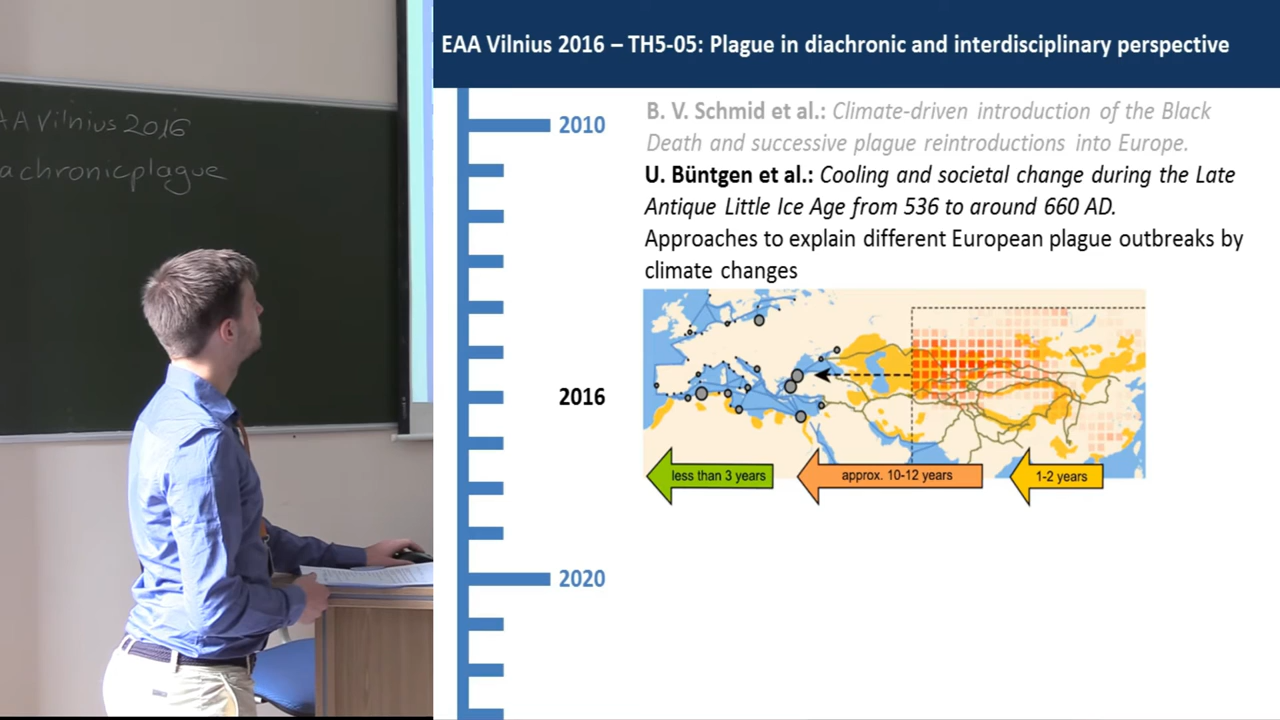 AA Vilnius 2016
achronicplague
EAA Vilnius 2016 – TH5-05: Plague in diachronic and interdisciplinary perspective
2010
B. V. Schmid et al.: Climate-driven introduction of the Black
Death and successive plague reintroductions into Europe.
U. Büntgen et al.: Cooling and societal change during the Late
Antique Little Ice Age from 536 to around 660 AD.
Approaches to explain different European plague outbreaks by
climate changes
2016
less than 3 years
approx. 10-12 years
1-2 years
2020